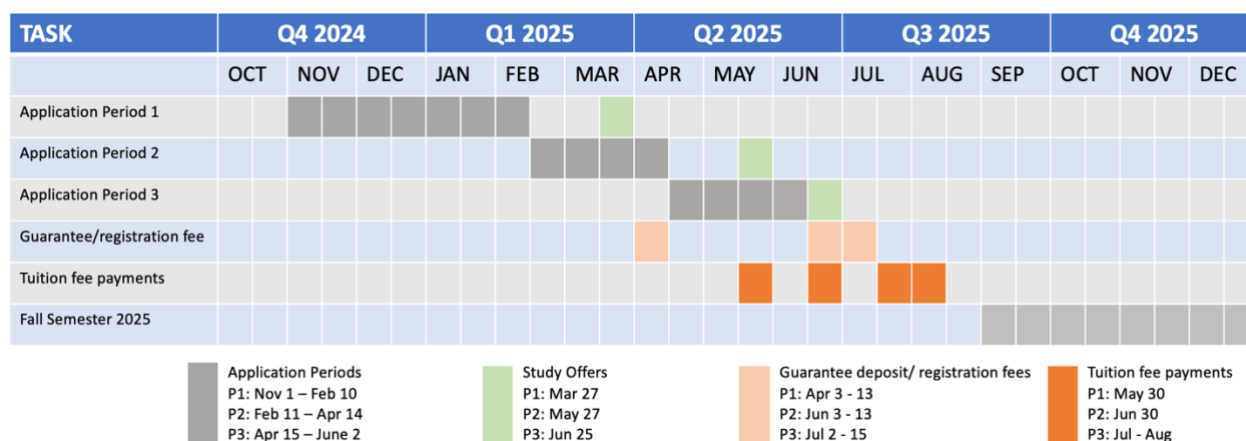 TASK Q4 2024 Q1 2025 Q2 2025 Q3 2025 Q4 2025
OCT NOV DEC JAN FEB MAR APR MAY JUN JUL AUG SEP OCT NOV DEC
Application Period 1
Application Period 2
Application Period 3
Guarantee/registration fee
Tuition fee payments
Fall Semester 2025
Application Periods
P1: Nov 1 – Feb 10
P2: Feb 11 – Apr 14
P3: Apr 15 – June 2
Study Offers
P1: Mar 27
P2: May 27
P3: Jun 25
Guarantee deposit/ registration fees
P1: Apr 3 - 13
P2: Jun 3 - 13
P3: Jul 2 - 15
Tuition fee payments
P1: May 30
P2: Jun 30
P3: Jul - Aug